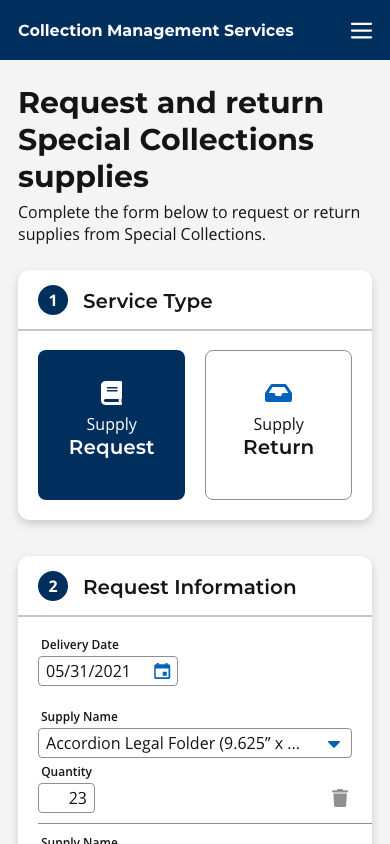 Collection Management Services
Request and return
Special Collections
supplies
Complete the form below to request or return
supplies from Special Collections.
1 Service Type
Supply
Request
Supply
Return
2 Request Information
Delivery Date
05/31/2021
Supply Name
Accordion Legal Folder (9.625” x ...
Quantity
23
Supply Name